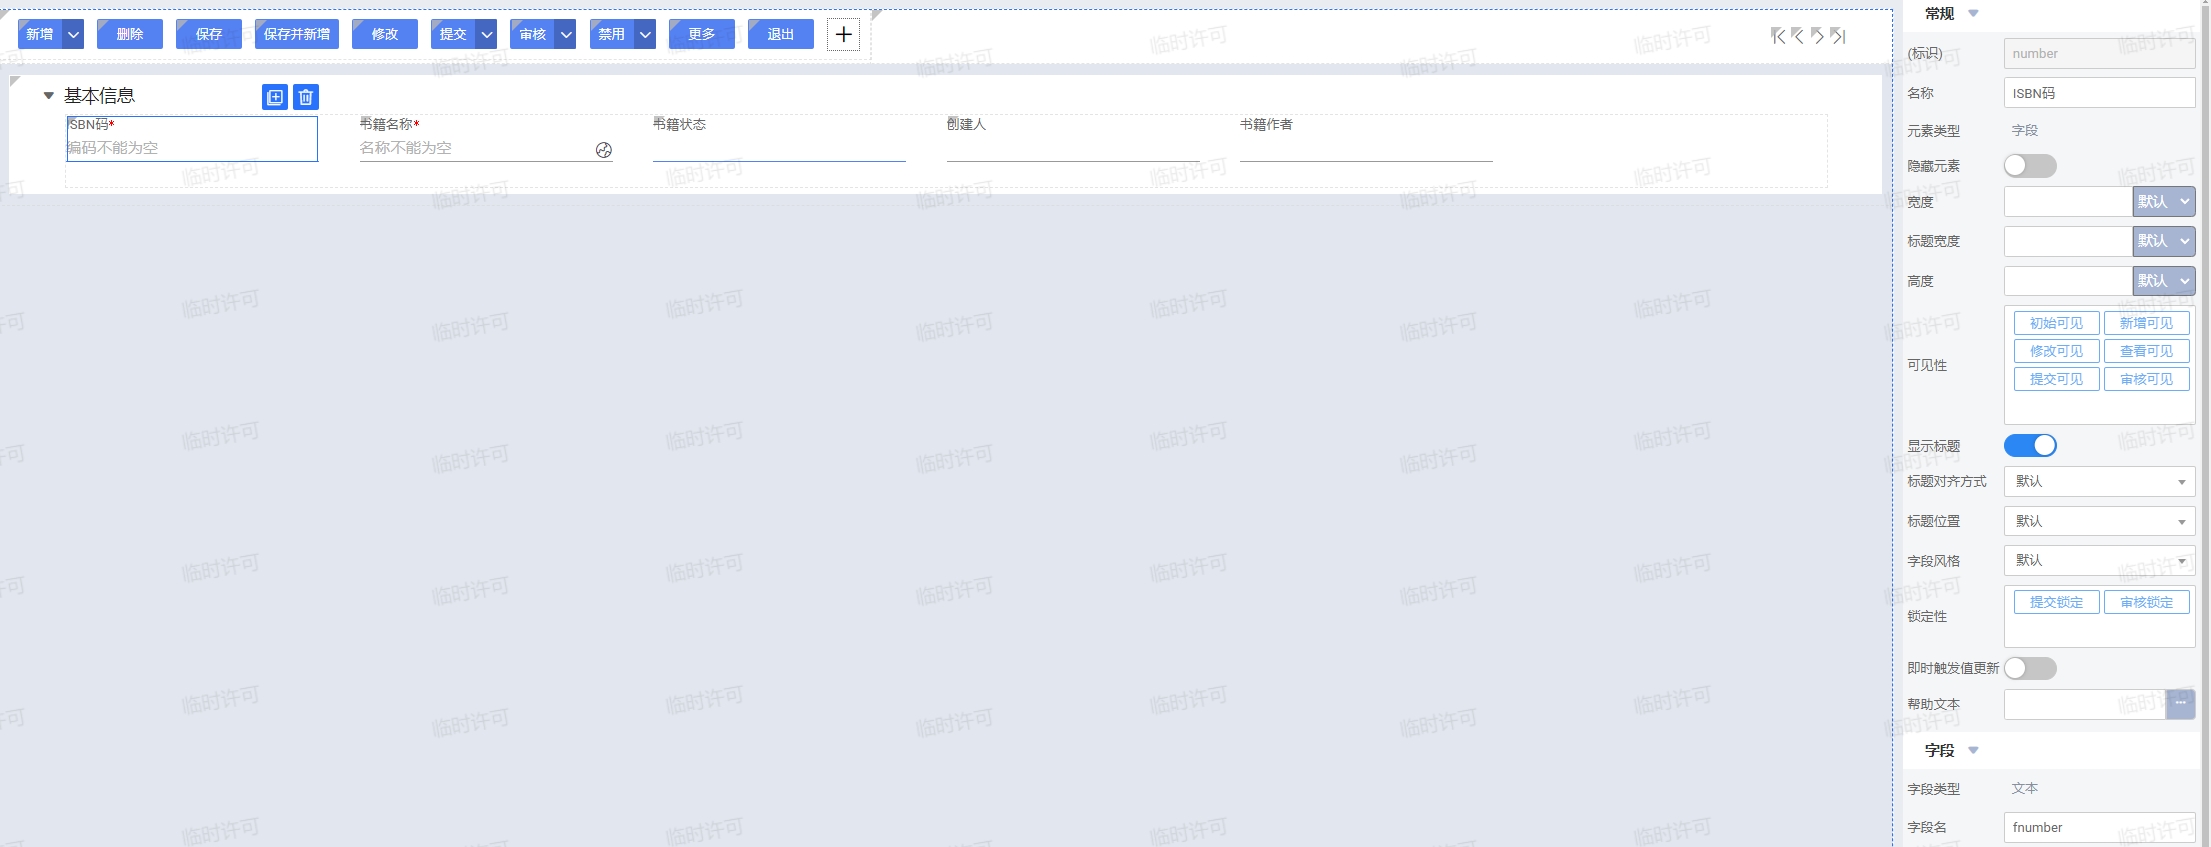 新增 删除 保存 保存并新增 修改 提交 审核 禁用 更多 退出
基本信息
ISBN码* 书籍名称* 书籍状态 创建人 书籍作者
编码不能为空 名称不能为空
常规
(标识) number
名称 ISBN码
元素类型 字段
隐藏元素
宽度 默认
标题宽度 默认
高度 默认
可见性
初始可见 新增可见
修改可见 查看可见
提交可见 审核可见
显示标题
标题对齐方式 默认
标题位置 默认
字段风格 默认
锁定性
提交锁定 审核锁定
即时触发值更新
帮助文本 ...
字段
字段类型 文本
字段名 fnumber
临时许可